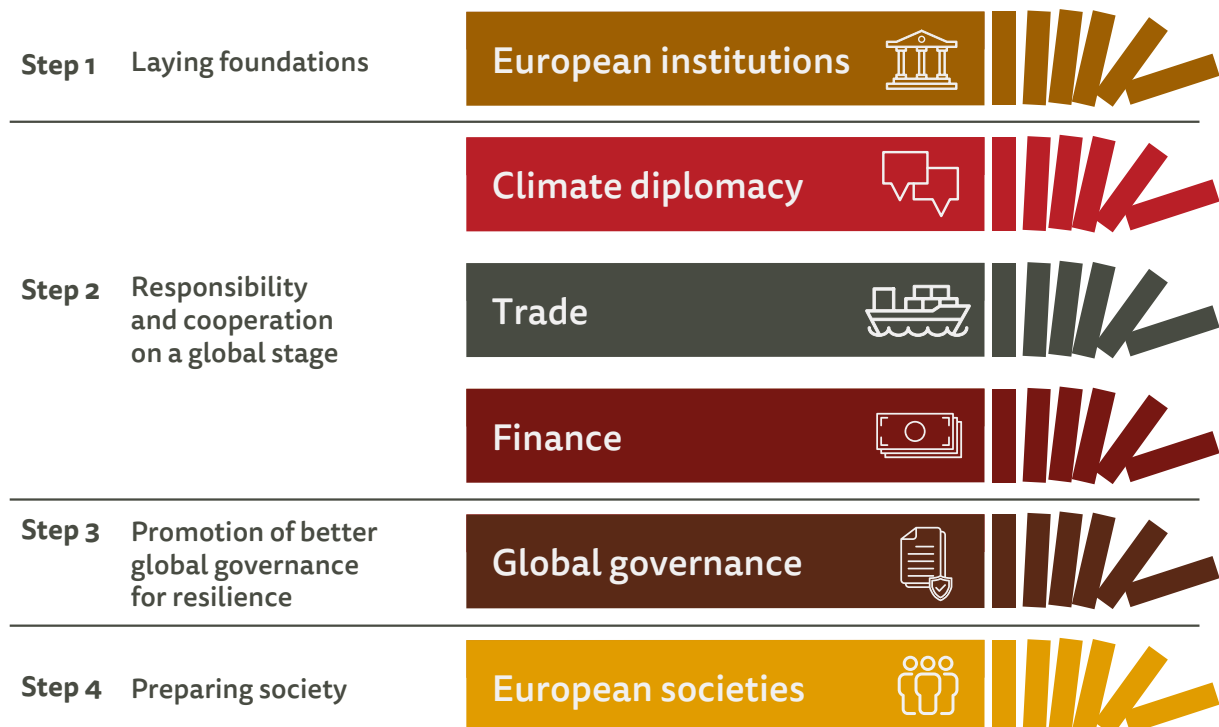 Step 1 Laying foundations
European institutions
Climate diplomacy
Step 2 Responsibility
and cooperation
on a global stage
Trade
Finance
Step 3 Promotion of better
global governance
for resilience
Global governance
Step 4 Preparing society
European societies